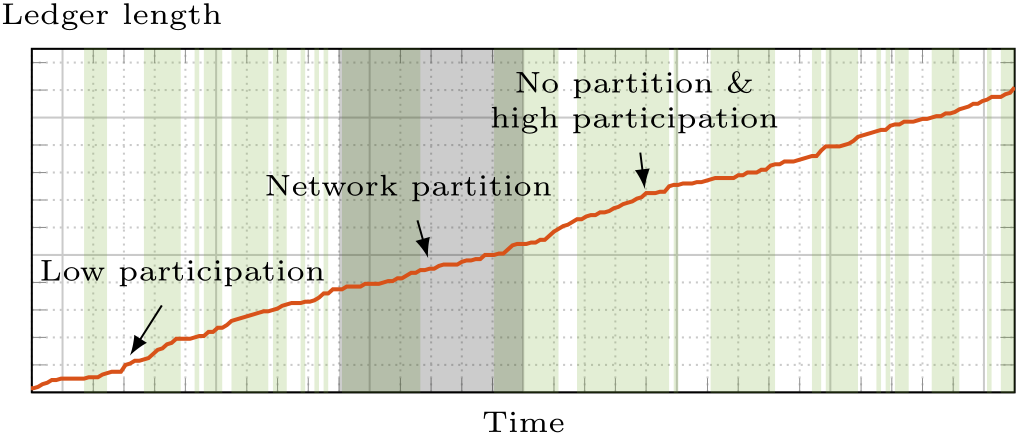 Ledger length
No partition &
high participation
Network partition
Low participation
Time